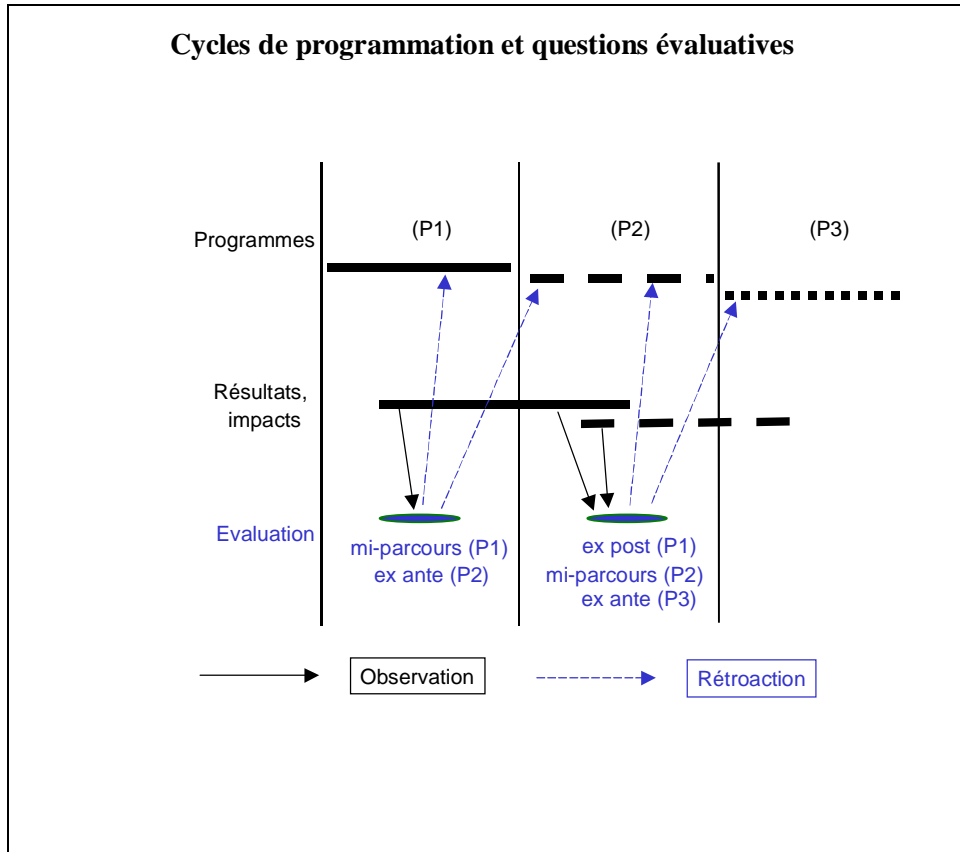 Cycles de programmation et questions évaluatives
(P1)
(P2)
(P3)
Programmes
Résultats,
impacts
Evaluation
mi-parcours (P1)
ex ante (P2)
ex post (P1)
mi-parcours (P2)
ex ante (P3)
Observation
Rétroaction